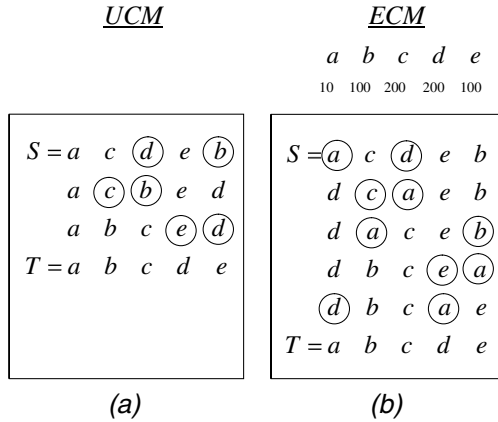 UCM
S = a c d e b
a c b e d
a b c e d
T = a b c d e
(a)
ECM
a b c d e
10 100 200 200 100
S = a c d e b
d c a e b
d a c e b
d b c e a
d b c a e
T = a b c d e
(b)